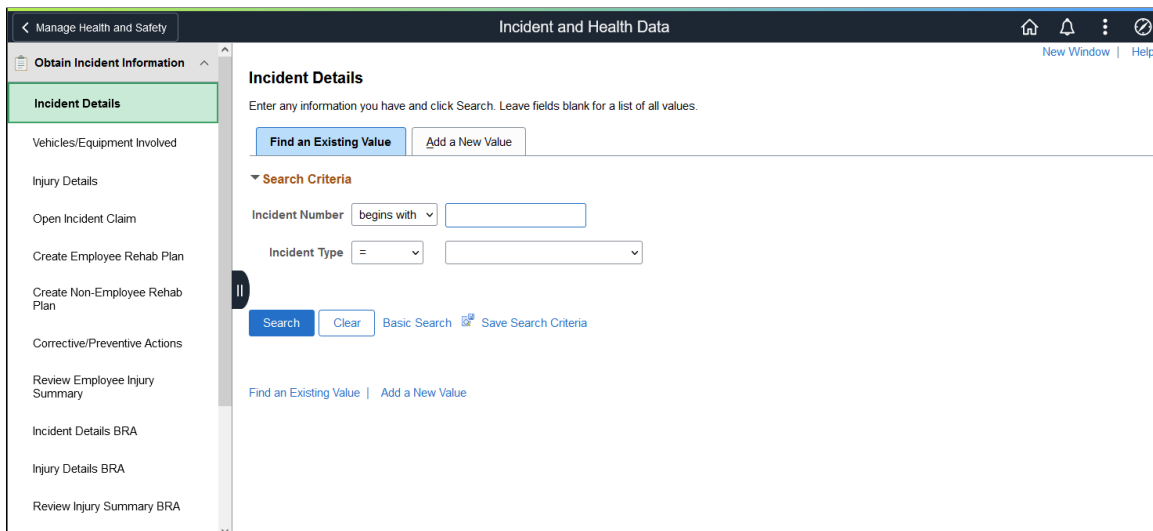 Manage Health and Safety
Incident and Health Data
New Window | Help
Obtain Incident Information
Incident Details
Vehicles/Equipment Involved
Injury Details
Open Incident Claim
Create Employee Rehab Plan
Create Non-Employee Rehab
Plan
Corrective/Preventive Actions
Review Employee Injury
Summary
Incident Details BRA
Injury Details BRA
Review Injury Summary BRA
Incident Details
Enter any information you have and click Search. Leave fields blank for a list of all values.
Find an Existing Value
Add a New Value
Search Criteria
Incident Number begins with
Incident Type =
Search Clear Basic Search Save Search Criteria
Find an Existing Value | Add a New Value